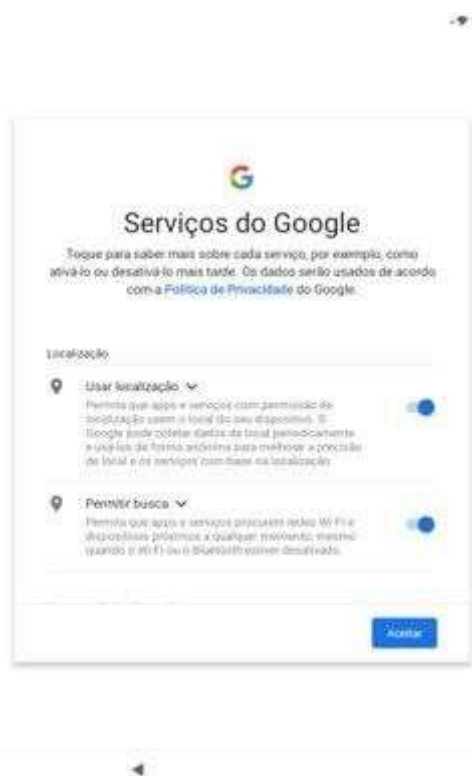 Serviços do Google
Toque para saber mais sobre cada serviço, por exemplo, como
ativá-lo ou desativá-lo mais tarde. Os dados serão usados de acordo
com a Política de Privacidade do Google.
Localização
Usar localização
Permita que apps e serviços com permissão de
localização usem o local do seu dispositivo. O
Google pode coletar dados de local periodicamente
e usá-los de forma anônima para melhorar a precisão
de local e os serviços com base na localização.
Permitir busca
Permita que apps e serviços procurem redes Wi-Fi e
dispositivos próximos a qualquer momento, mesmo
quando o Wi-Fi ou o Bluetooth estiver desativado.
Aceitar